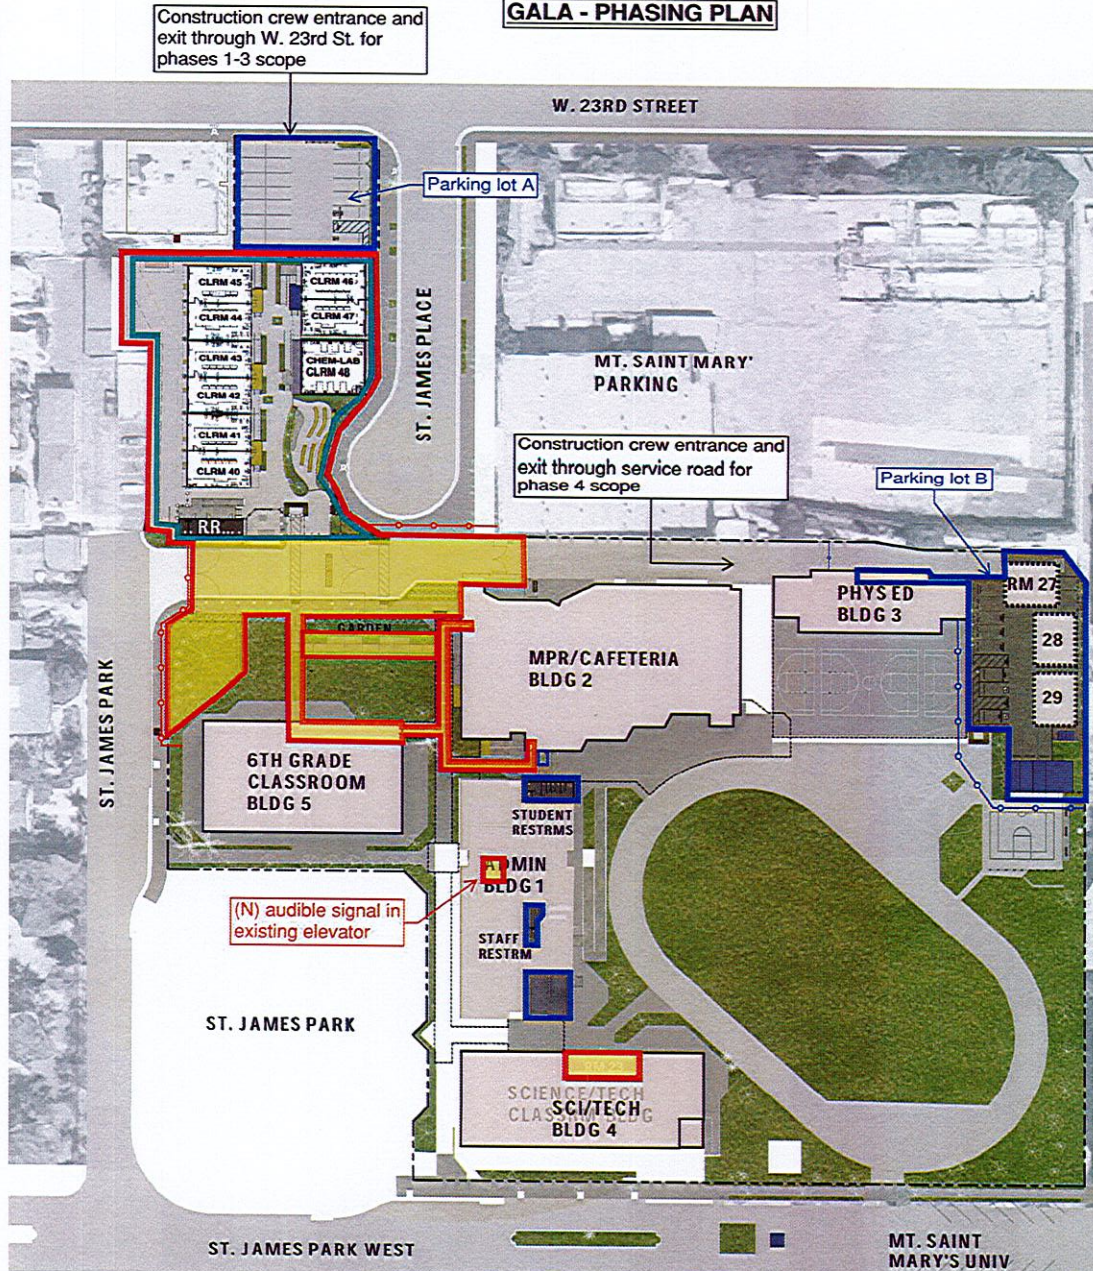 GALA - PHASING PLAN
Construction crew entrance and
exit through W. 23rd St. for
phases 1-3 scope
W. 23RD STREET
Parking lot A
CLRM 45
CLRM 46
CLRM 44
CLRM 47
CLRM 43
CHEM-LAB
CLRM 48
CLRM 42
CLRM 41
CLRM 40
ST. JAMES PLACE
MT. SAINT MARY'
PARKING
Construction crew entrance and
exit through service road for
phase 4 scope
Parking lot B
RR
RM 27
28
29
PHYS ED
BLDG 3
GARDEN
MPR/CAFETERIA
BLDG 2
ST. JAMES PARK
6TH GRADE
CLASSROOM
BLDG 5
STUDENT
RESTRMS
ADMIN
BLDG 1
(N) audible signal in
existing elevator
STAFF
RESTRM
ST. JAMES PARK
RM 23
SCIENCE/TECH
CLASSRM BLDG
SCI/TECH
BLDG 4
ST. JAMES PARK WEST
MT. SAINT
MARY'S UNIV